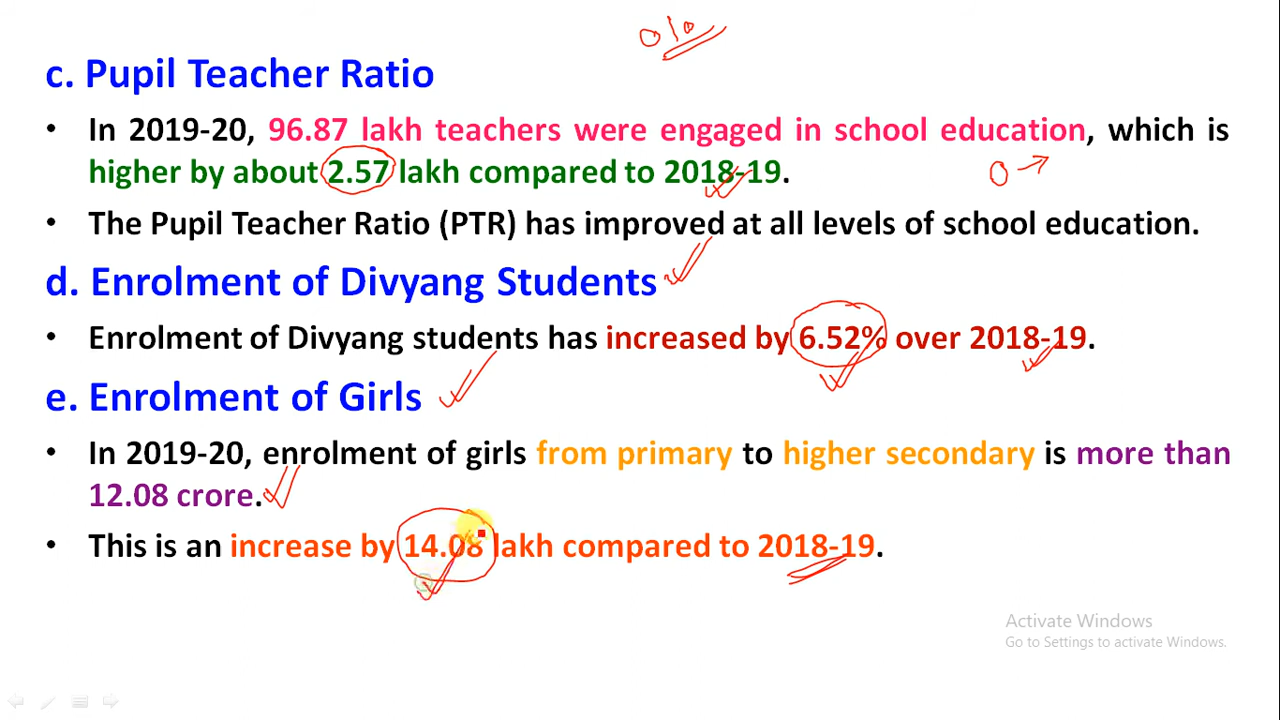 c. Pupil Teacher Ratio
• In 2019-20, 96.87 lakh teachers were engaged in school education, which is
higher by about 2.57 lakh compared to 2018-19.
• The Pupil Teacher Ratio (PTR) has improved at all levels of school education.
d. Enrolment of Divyang Students
• Enrolment of Divyang students has increased by 6.52% over 2018-19.
e. Enrolment of Girls
• In 2019-20, enrolment of girls from primary to higher secondary is more than
12.08 crore.
• This is an increase by 14.08 lakh compared to 2018-19.
Activate Windows
Go to Settings to activate Windows.